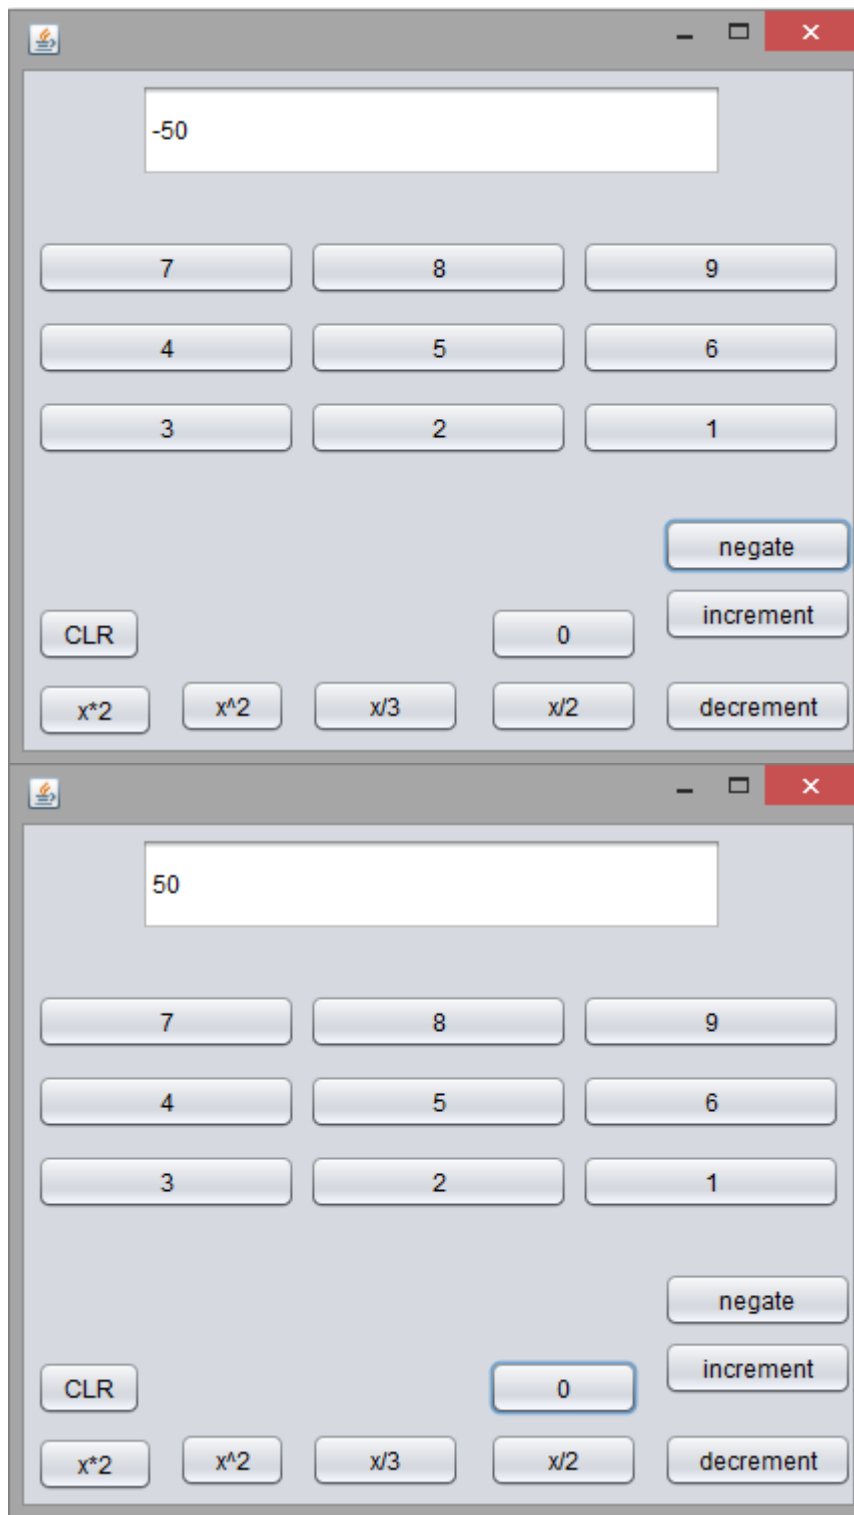 -50
7 8 9
4 5 6
3 2 1
negate
increment
CLR 0
x*2 x^2 x/3 x/2 decrement
50
7 8 9
4 5 6
3 2 1
negate
increment
CLR 0
x*2 x^2 x/3 x/2 decrement